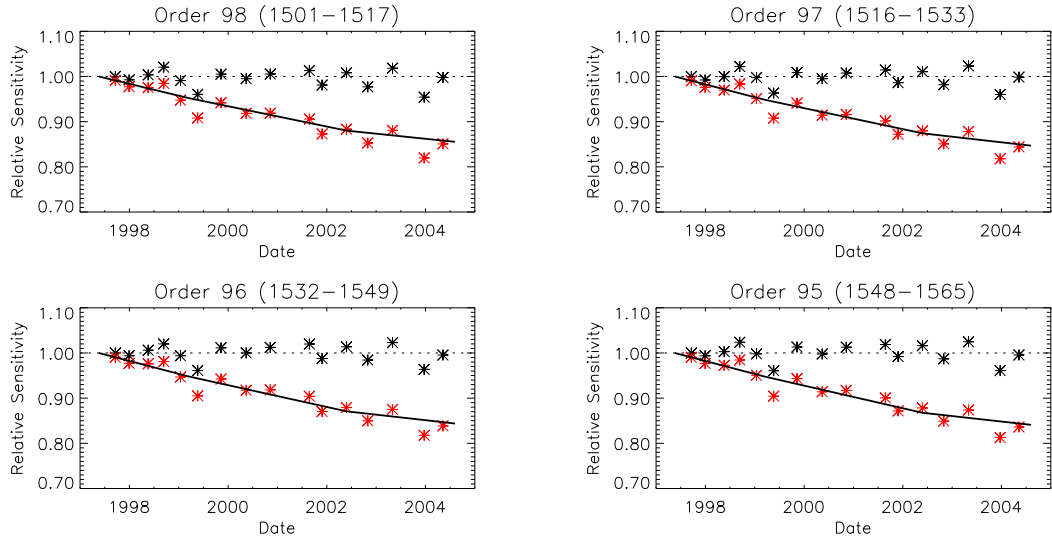 Order 98 (1501−1517)
Relative Sensitivity
1.10
1.00
0.90
0.80
0.70
1998 2000 2002 2004
Date
Order 97 (1516−1533)
Relative Sensitivity
1.10
1.00
0.90
0.80
0.70
1998 2000 2002 2004
Date
Order 96 (1532−1549)
Relative Sensitivity
1.10
1.00
0.90
0.80
0.70
1998 2000 2002 2004
Date
Order 95 (1548−1565)
Relative Sensitivity
1.10
1.00
0.90
0.80
0.70
1998 2000 2002 2004
Date